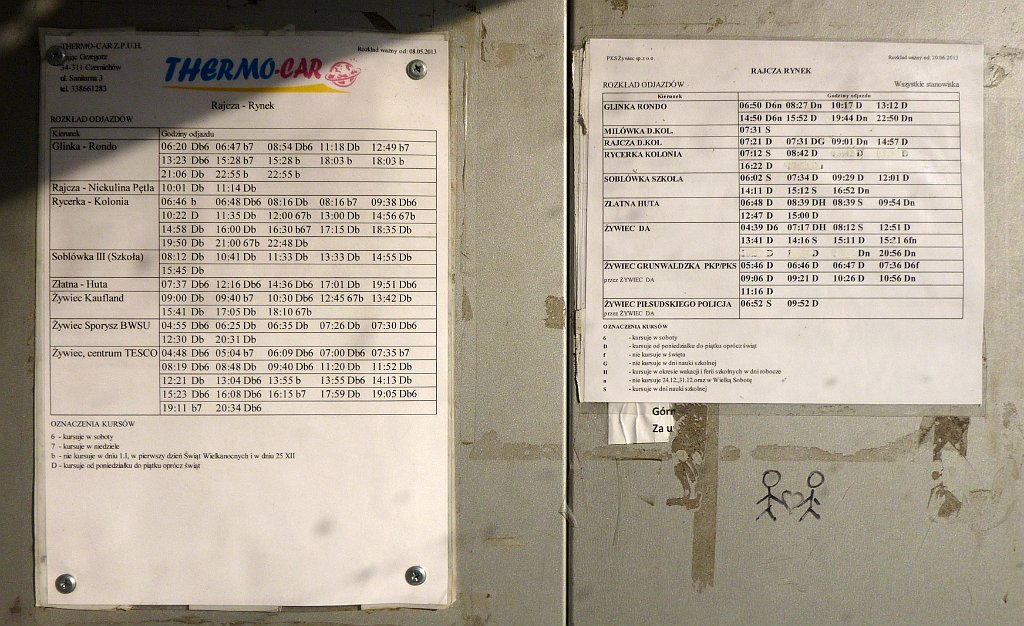 THERMO-CAR Z.P.U.H.
Grzegorz
34-311 Czernichów
ul. Sanitarna 3
tel. 338661283
THERMO-CAR
Rozkład ważny od: 08.05.2013
Rajcza - Rynek
ROZKŁAD ODJAZDÓW
Kierunek Godziny odjazdu
Glinka - Rondo 06:20 Db6 06:47 b7 08:54 Db6 11:18 Db 12:49 b7
13:23 Db6 15:28 b7 15:28 b 18:03 b 18:03 b
21:06 Db 22:55 b 22:55 b
Rajcza - Nickulina Pętla 10:01 Db 11:14 Db
Rycerka - Kolonia 06:46 b 06:48 Db6 08:16 Db 08:16 b7 09:38 Db6
10:22 D 11:35 Db 12:00 67b 13:00 Db 14:56 67b
14:58 Db 16:00 Db 16:30 b67 17:15 Db 18:35 Db
19:50 Db 21:00 67b 22:48 Db
Soblówka III (Szkoła) 08:12 Db 10:41 Db 11:33 Db 13:33 Db 14:55 Db
15:45 Db
Złatna - Huta 07:37 Db6 12:16 Db6 14:36 Db6 17:01 Db 19:51 Db6
Żywiec Kaufland 09:00 Db 09:40 b7 10:30 Db6 12:45 67b 13:42 Db
15:41 Db 17:05 Db 18:10 67b
Żywiec Sporysz BWSU 04:55 Db6 06:25 Db 06:35 Db 07:26 Db 07:30 Db6
12:30 Db 20:31 Db
Żywiec, centrum TESCO 04:48 Db6 05:04 b7 06:09 Db6 07:00 Db6 07:35 b7
08:19 Db6 08:48 Db 09:40 Db6 11:20 Db 11:52 Db
12:21 Db 13:04 Db6 13:55 b 13:55 Db6 14:13 Db
15:23 Db6 16:08 Db6 16:15 b7 17:59 Db 19:05 Db6
19:11 b7 20:34 Db6
OZNACZENIA KURSÓW
6 - kursuje w soboty
7 - kursuje w niedziele
b - nie kursuje w dniu 1.I, w pierwszy dzień Świąt Wielkanocnych i w dniu 25 XII
D - kursuje od poniedziałku do piątku oprócz świąt
PKS Żywiec sp.z o.o.
Rozkład ważny od. 29.06.2013
RAJCZA RYNEK
ROZKŁAD ODJAZDÓW Wszystkie stanowiska
Kierunek Godziny odjazdu
GLINKA RONDO 06:50 D6n 08:27 Dn 10:17 D 13:12 D
14:50 D6n 15:52 D 19:44 Dn 22:50 Dn
MILÓWKA D.KOL. 07:31 S
RAJCZA D.KOL 07:21 D 07:31 DG 09:01 Dn 14:57 D
RYCERKA KOLONIA 07:12 S 08:42 D
16:22 D
SOBLÓWKA SZKOŁA 06:02 S 07:34 D 09:29 D 12:01 D
14:11 D 15:12 S 16:52 Dn
ZŁATNA HUTA 06:48 D 08:39 DH 08:39 S 09:54 Dn
12:47 D 15:00 D
ŻYWIEC DA 04:39 D6 07:17 DH 08:12 S 12:51 D
13:41 D 14:16 S 15:11 D 15:21 6fn
Dn 20:56 Dn
ŻYWIEC GRUNWALDZKA PKP/PKS 05:46 D 06:46 D 06:47 D 07:36 D6f
przez ŻYWIEC DA 09:06 D 09:21 D 10:26 D 10:56 Dn
11:16 D
ŻYWIEC PIŁSUDSKIEGO POLICJA 06:52 S 09:52 D
przez ŻYWIEC DA
OZNACZENIA KURSÓW
6 - kursuje w soboty
D - kursuje od poniedziałku do piątku oprócz świąt
f - nie kursuje w święta
G - nie kursuje w dni nauki szkolnej
H - kursuje w okresie wakacji i ferii szkolnych w dni robocze
n - nie kursuje 24.12.,31.12.oraz w Wielką Sobotę
S - kursuje w dni nauki szkolnej
Górn
Za u